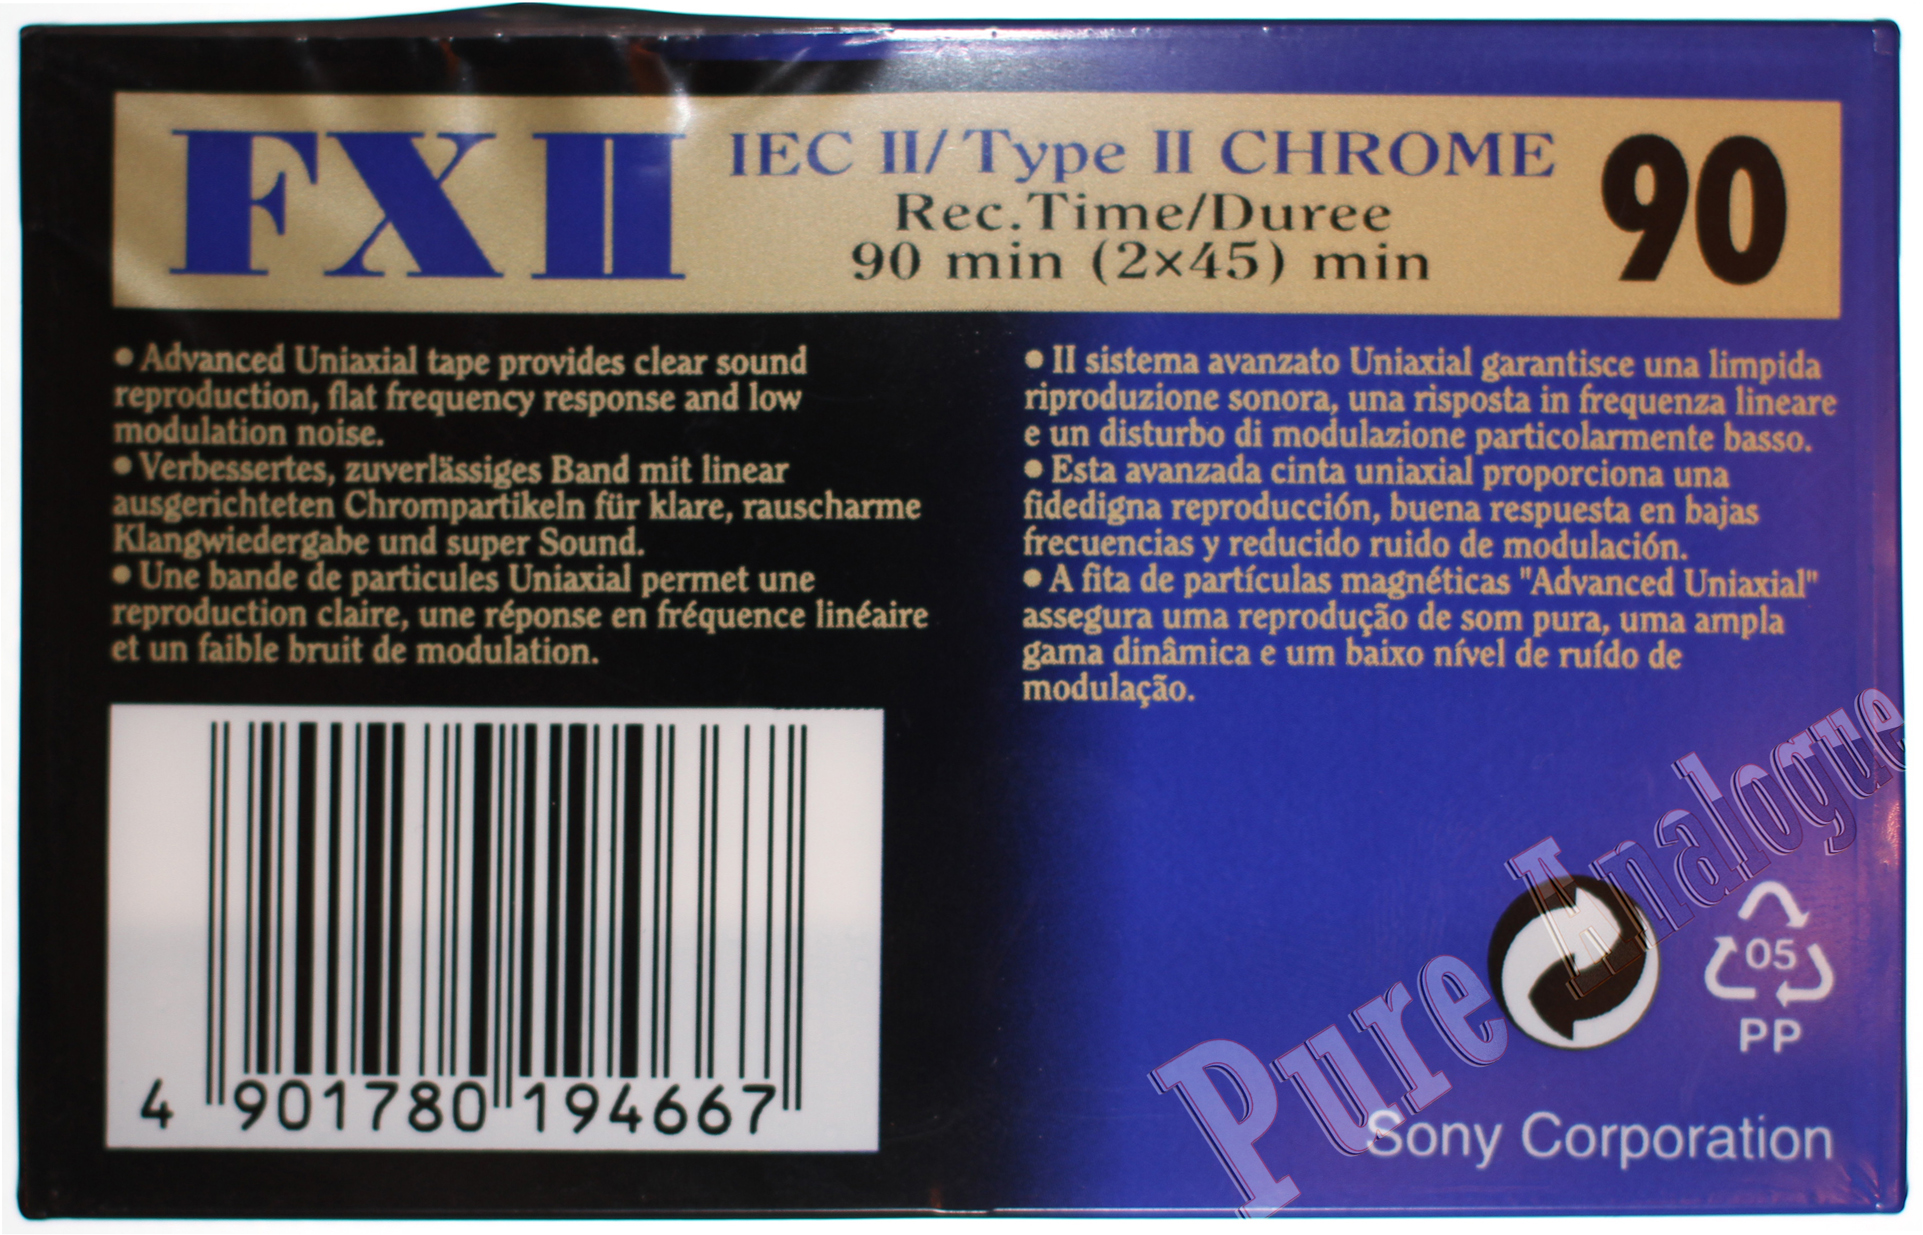 FX II
IEC II/Type II CHROME
Rec.Time/Duree
90 min (2×45) min
90
• Advanced Uniaxial tape provides clear sound
reproduction, flat frequency response and low
modulation noise.
• Verbessertes, zuverlässiges Band mit linear
ausgerichteten Chrompartikeln für klare, rauscharme
Klangwiedergabe und super Sound.
• Une bande de particules Uniaxial permet une
reproduction claire, une réponse en fréquence linéaire
et un faible bruit de modulation.
• II sistema avanzato Uniaxial garantisce una limpida
riproduzione sonora, una risposta in frequenza lineare
e un disturbo di modulazione particolarmente basso.
• Esta avanzada cinta uniaxial proporciona una
fidedigna reproducción, buena respuesta en bajas
frecuencias y reducido ruido de modulación.
• A fita de partículas magnéticas "Advanced Uniaxial"
assegura uma reprodução de som pura, uma ampla
gama dinâmica e um baixo nível de ruído de
modulação.
4 901780 194667
Pure Analogue
05
PP
Sony Corporation